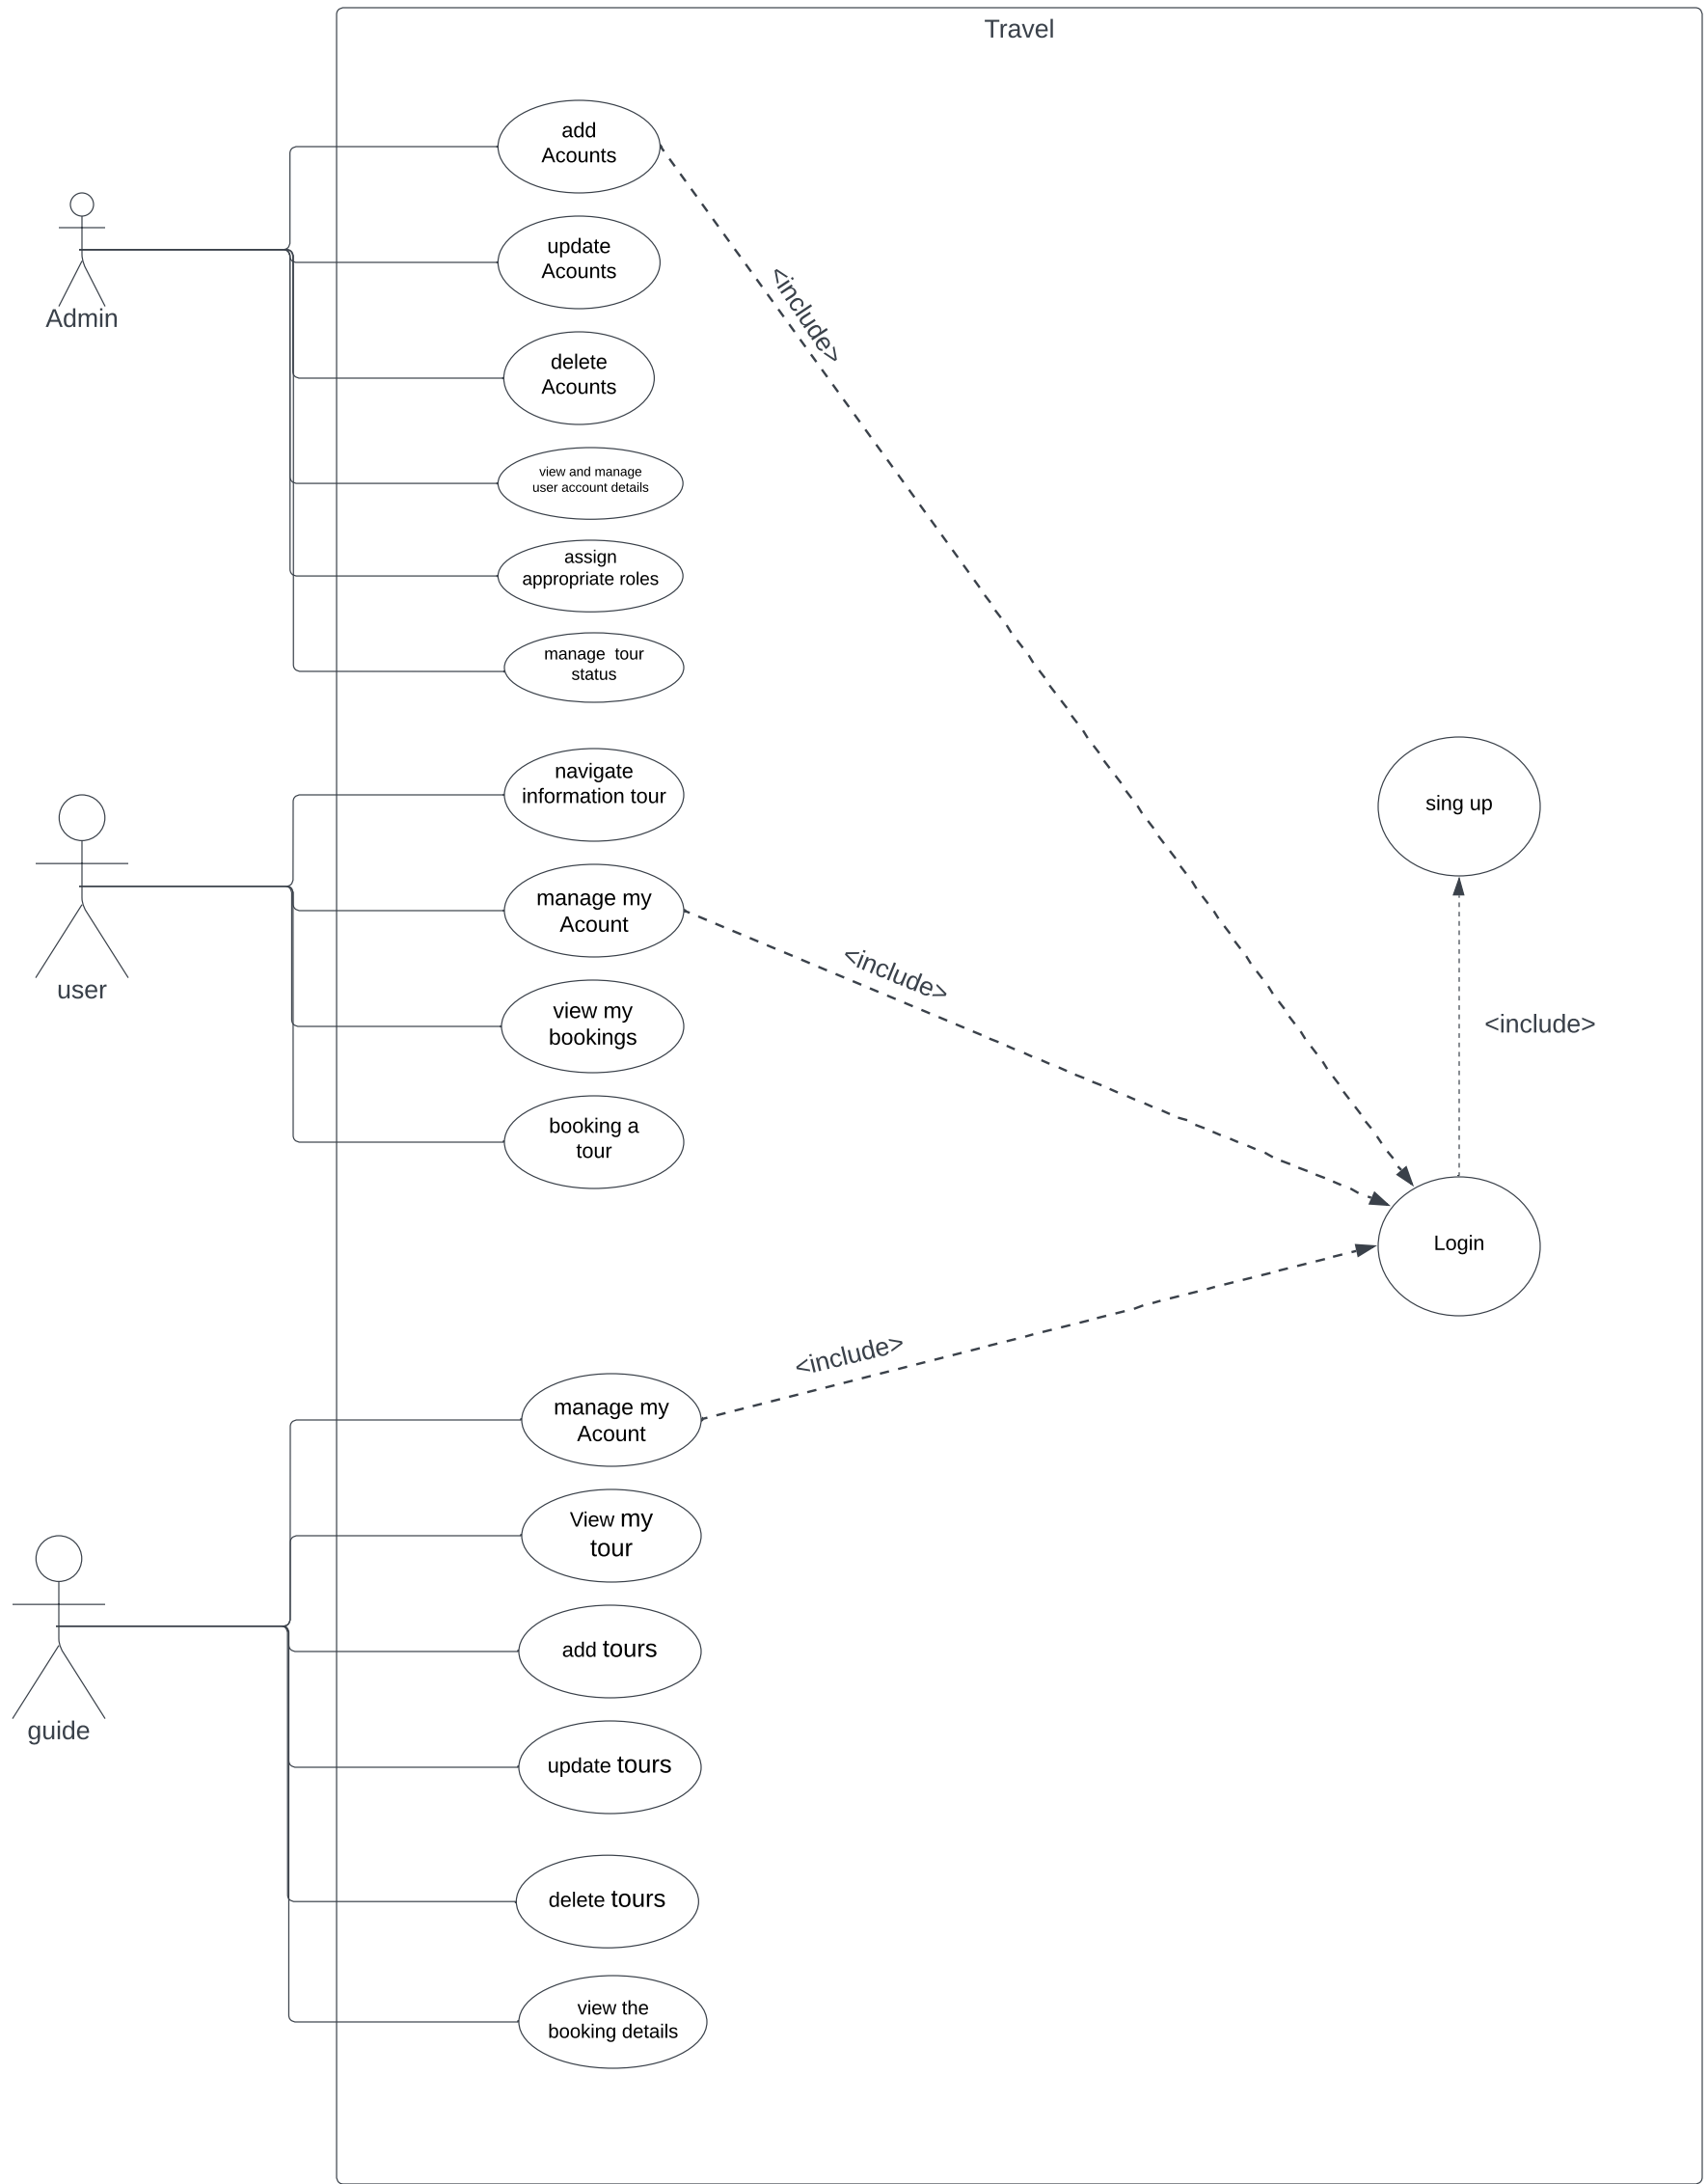 Travel
add
Acounts
update
Acounts
<include>
Admin
delete
Acounts
view and manage
user account details
assign
appropriate roles
manage  tour
status
navigate
information tour
sing up
manage my
Acount
<include>
user
view my
bookings
<include>
booking a
tour
Login
<include>
manage my
Acount
View my
tour
add tours
guide
update tours
delete tours
view the
booking details